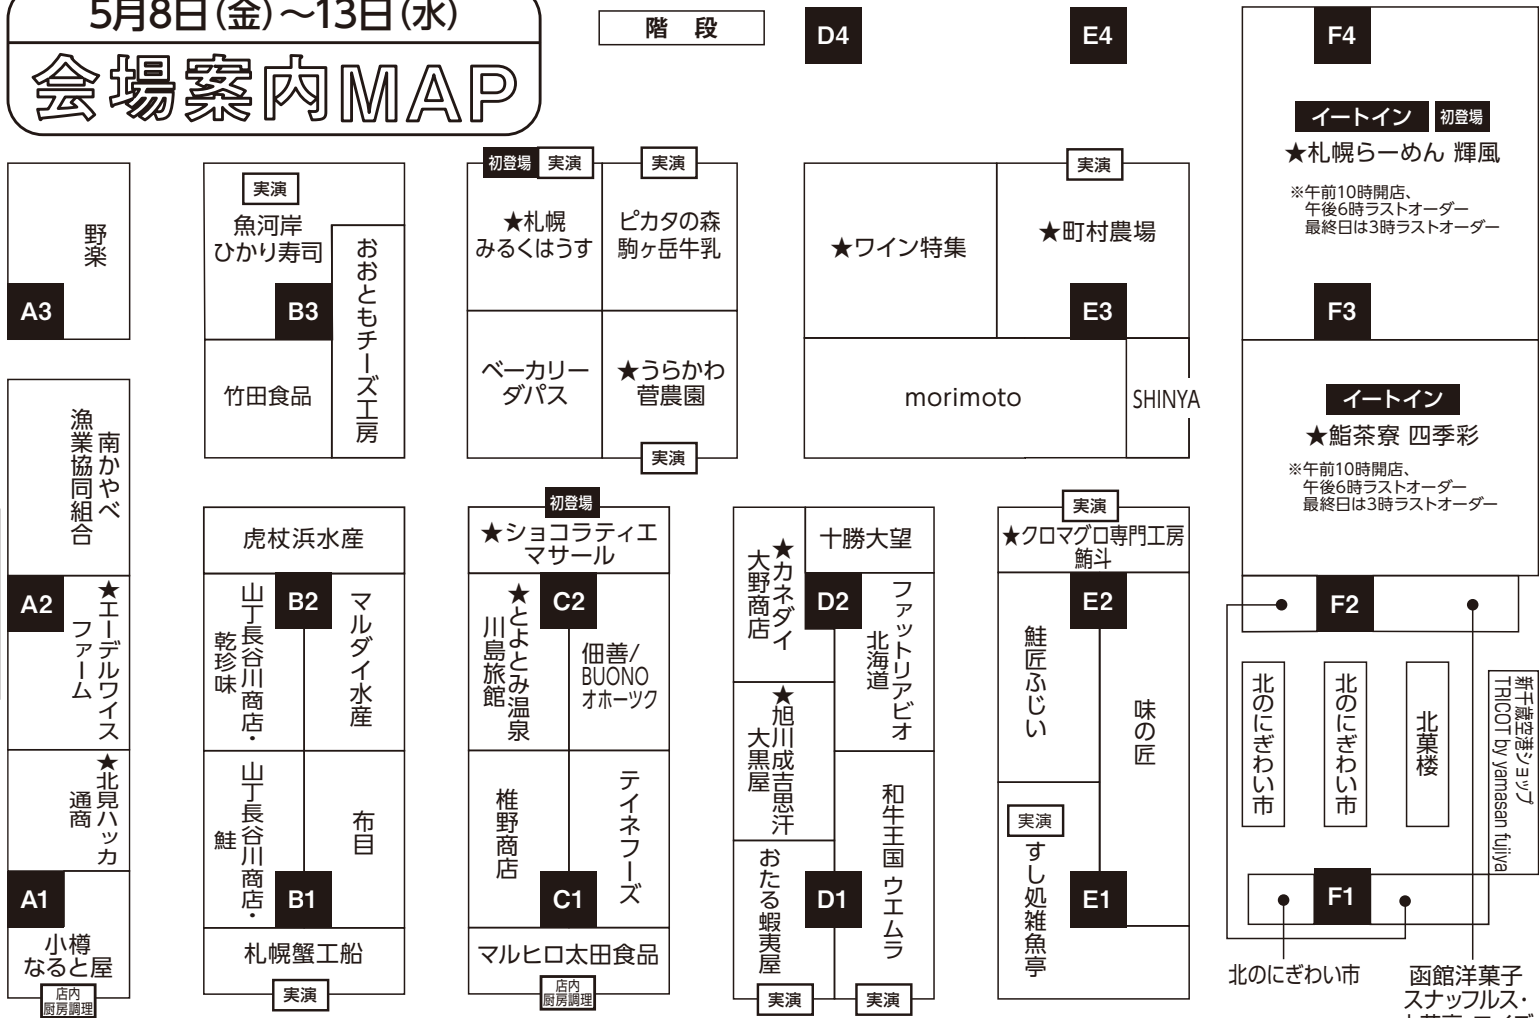 5月8日(金)～13日(水)
会場案内MAP
階 段
D4
E4
F4
イートイン 初登場
★札幌らーめん 輝風
※午前10時開店、
午後6時ラストオーダー
最終日は3時ラストオーダー
野楽
A3
実演
魚河岸
ひかり寿司
B3
おおともチーズ工房
竹田食品
初登場 実演
★札幌
みるくはうす
実演
ピカタの森
駒ヶ岳牛乳
ベーカリー
ダパス
★うらかわ
菅農園
実演
★ワイン特集
実演
★町村農場
E3
morimoto
SHINYA
F3
イートイン
★鮨茶寮 四季彩
※午前10時開店、
午後6時ラストオーダー
最終日は3時ラストオーダー
南かやべ
漁業協同組合
A2
★エーデルワイス
ファーム
★北見ハッカ
通商
A1
小樽
なると屋
店内
厨房調理
虎杖浜水産
B2
山丁長谷川商店・
乾珍味
マルダイ水産
山丁長谷川商店・
鮭
布目
B1
札幌蟹工船
実演
初登場
★ショコラティエ
マサール
C2
★とよとみ温泉
川島旅館
佃善/
BUONO
オホーツク
椎野商店
テイネフーズ
C1
マルヒロ太田食品
店内
厨房調理
★カネダイ
大野商店
十勝大望
D2
ファットリアビオ
北海道
★旭川成吉思汗
大黒屋
おたる蝦夷屋
和牛王国 ウエムラ
D1
実演
実演
実演
★クロマグロ専門工房
鮪斗
E2
鮭匠ふじい
味の匠
実演
すし処雑魚亭
E1
F2
北のにぎわい市
北のにぎわい市
北菓楼
新千歳空港ショップ
TRICOT by yamasan fujiya
F1
北のにぎわい市
函館洋菓子
スナッフルス・